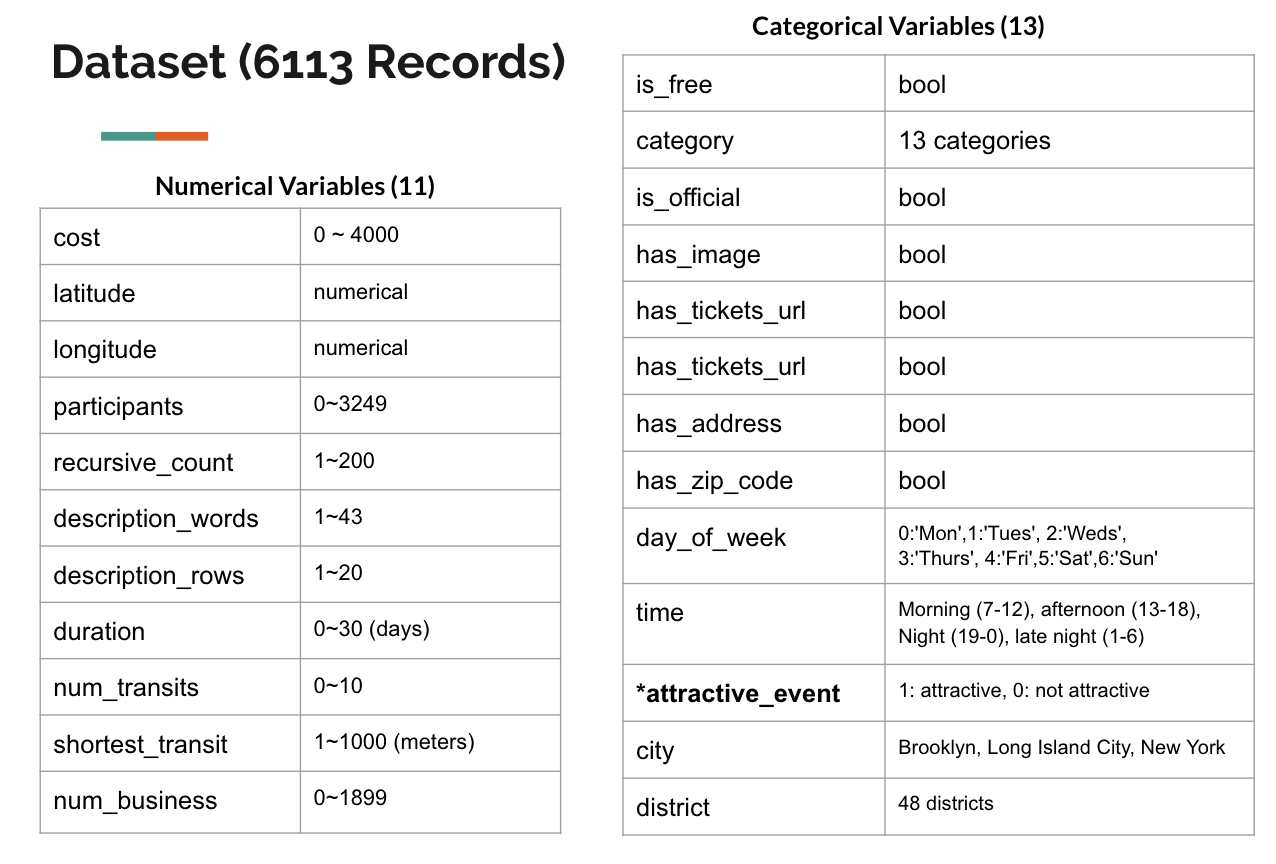 Dataset (6113 Records)
Numerical Variables (11)
cost 0 ~ 4000
latitude numerical
longitude numerical
participants 0~3249
recursive_count 1~200
description_words 1~43
description_rows 1~20
duration 0~30 (days)
num_transits 0~10
shortest_transit 1~1000 (meters)
num_business 0~1899
Categorical Variables (13)
is_free bool
category 13 categories
is_official bool
has_image bool
has_tickets_url bool
has_tickets_url bool
has_address bool
has_zip_code bool
day_of_week 0:'Mon',1:'Tues', 2:'Weds',
3:'Thurs', 4:'Fri',5:'Sat',6:'Sun'
time Morning (7-12), afternoon (13-18),
Night (19-0), late night (1-6)
*attractive_event 1: attractive, 0: not attractive
city Brooklyn, Long Island City, New York
district 48 districts